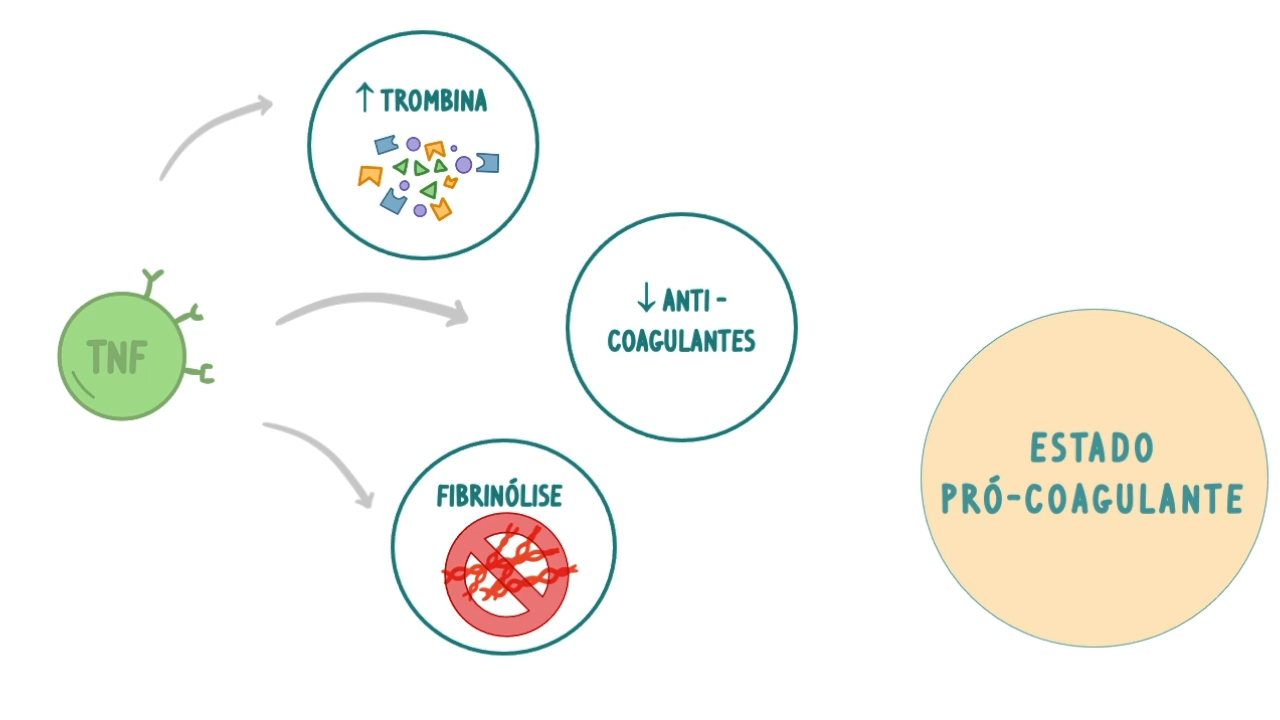 ↑ TROMBINA
TNF
↓ ANTI-
COAGULANTES
FIBRINÓLISE
ESTADO
PRÓ-COAGULANTE